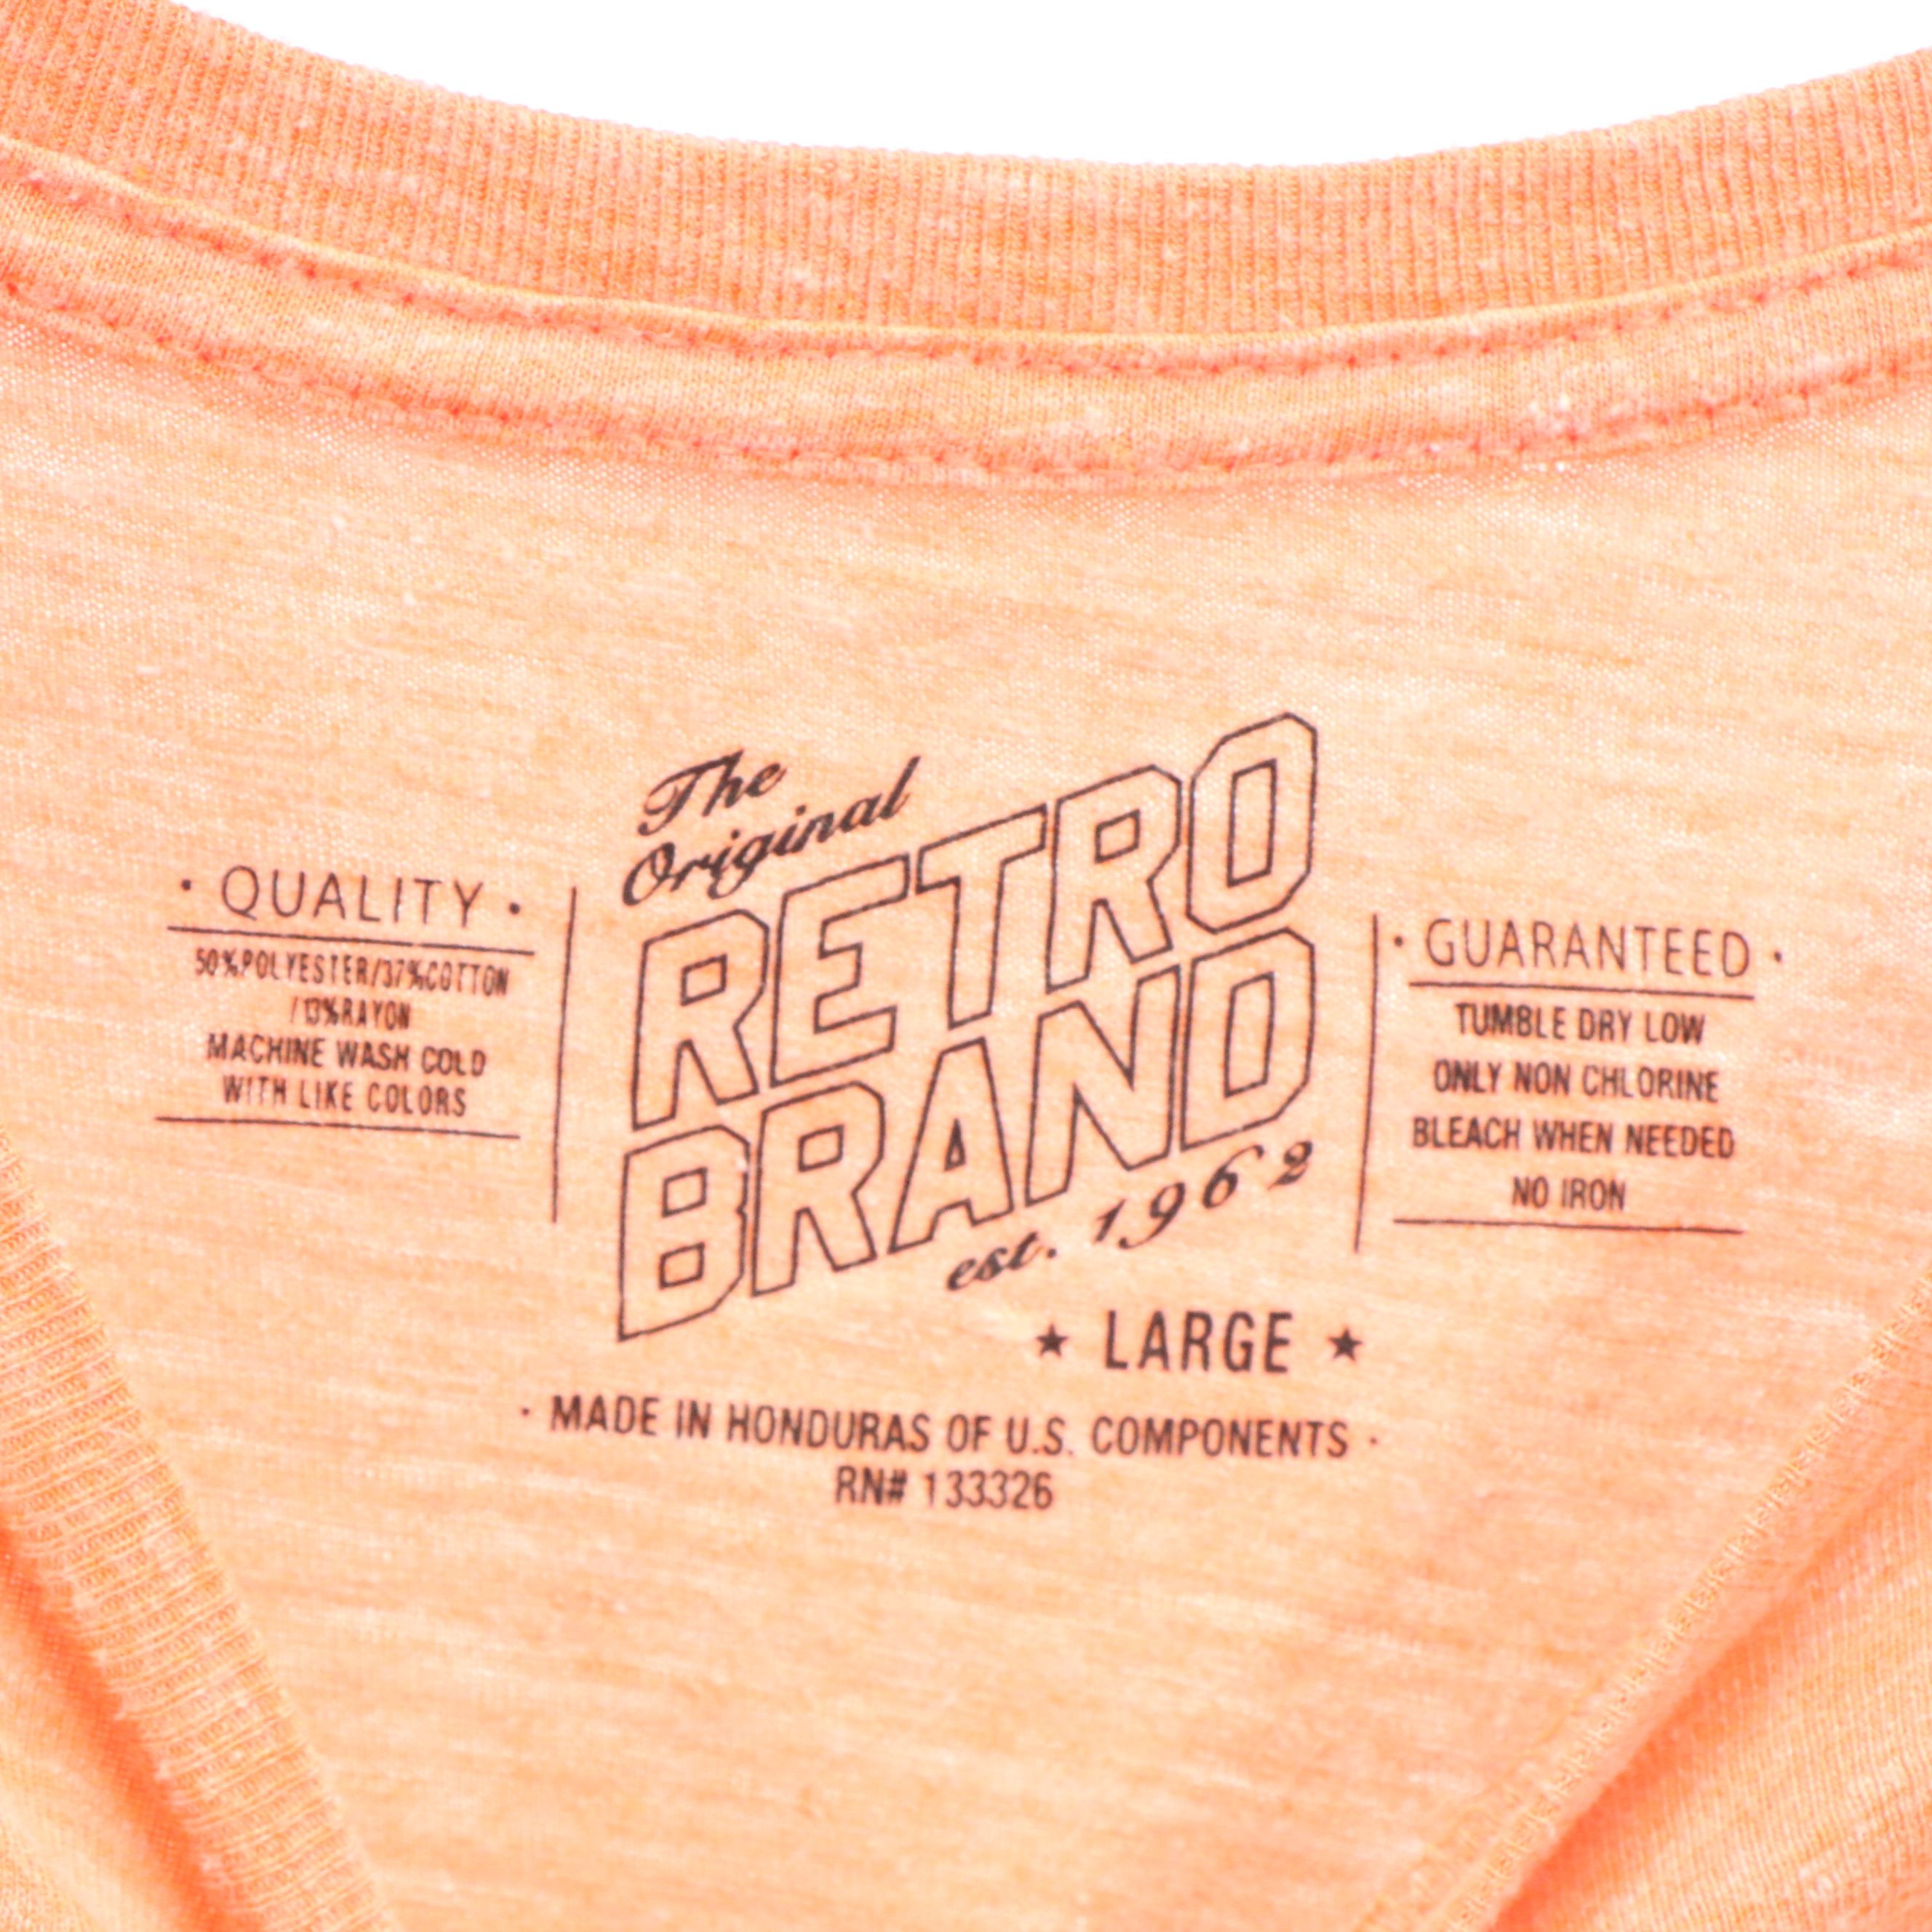 The
Original
RETRO
BRAND
est. 1962
· QUALITY ·
50%POLYESTER/37%COTTON
/13%RAYON
MACHINE WASH COLD
WITH LIKE COLORS
· GUARANTEED ·
TUMBLE DRY LOW
ONLY NON CHLORINE
BLEACH WHEN NEEDED
NO IRON
★ LARGE ★
· MADE IN HONDURAS OF U.S. COMPONENTS ·
RN# 133326